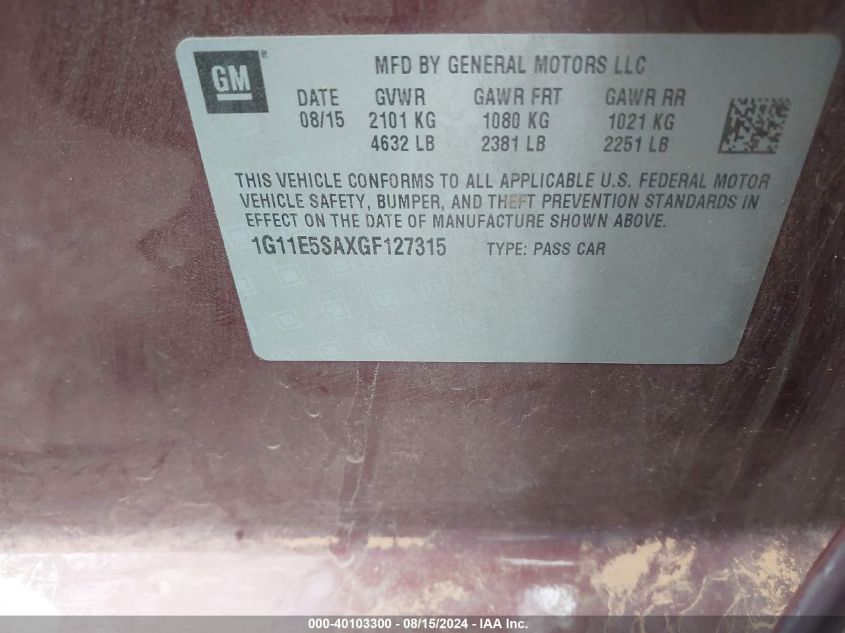 GM ®
MFD BY GENERAL MOTORS LLC
DATE GVWR GAWR FRT GAWR RR
08/15 2101 KG 1080 KG 1021 KG
4632 LB 2381 LB 2251 LB
THIS VEHICLE CONFORMS TO ALL APPLICABLE U.S. FEDERAL MOTOR
VEHICLE SAFETY, BUMPER, AND THEFT PREVENTION STANDARDS IN
EFFECT ON THE DATE OF MANUFACTURE SHOWN ABOVE.
1G11E5SAXGF127315 TYPE: PASS CAR
000-40103300 - 08/15/2024 - IAA Inc.